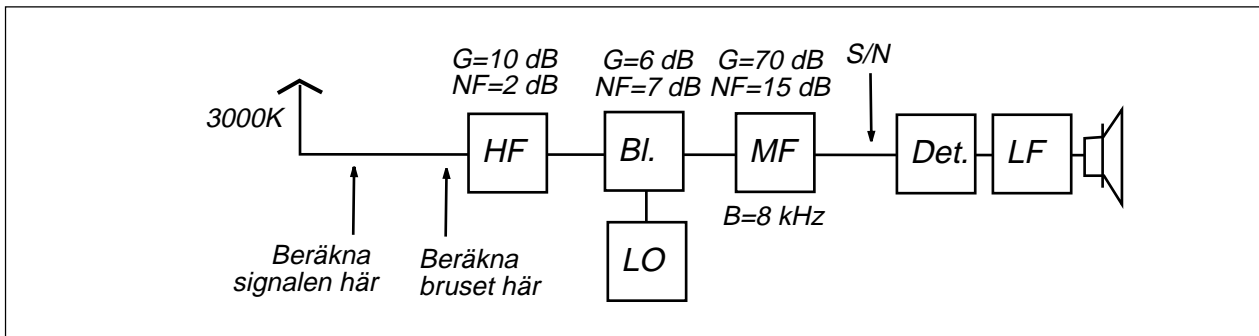 G=10 dB
NF=2 dB
G=6 dB
NF=7 dB
G=70 dB
NF=15 dB
S/N
3000K
HF
Bl.
MF
Det.
LF
B=8 kHz
LO
Beräkna
signalen här
Beräkna
bruset här